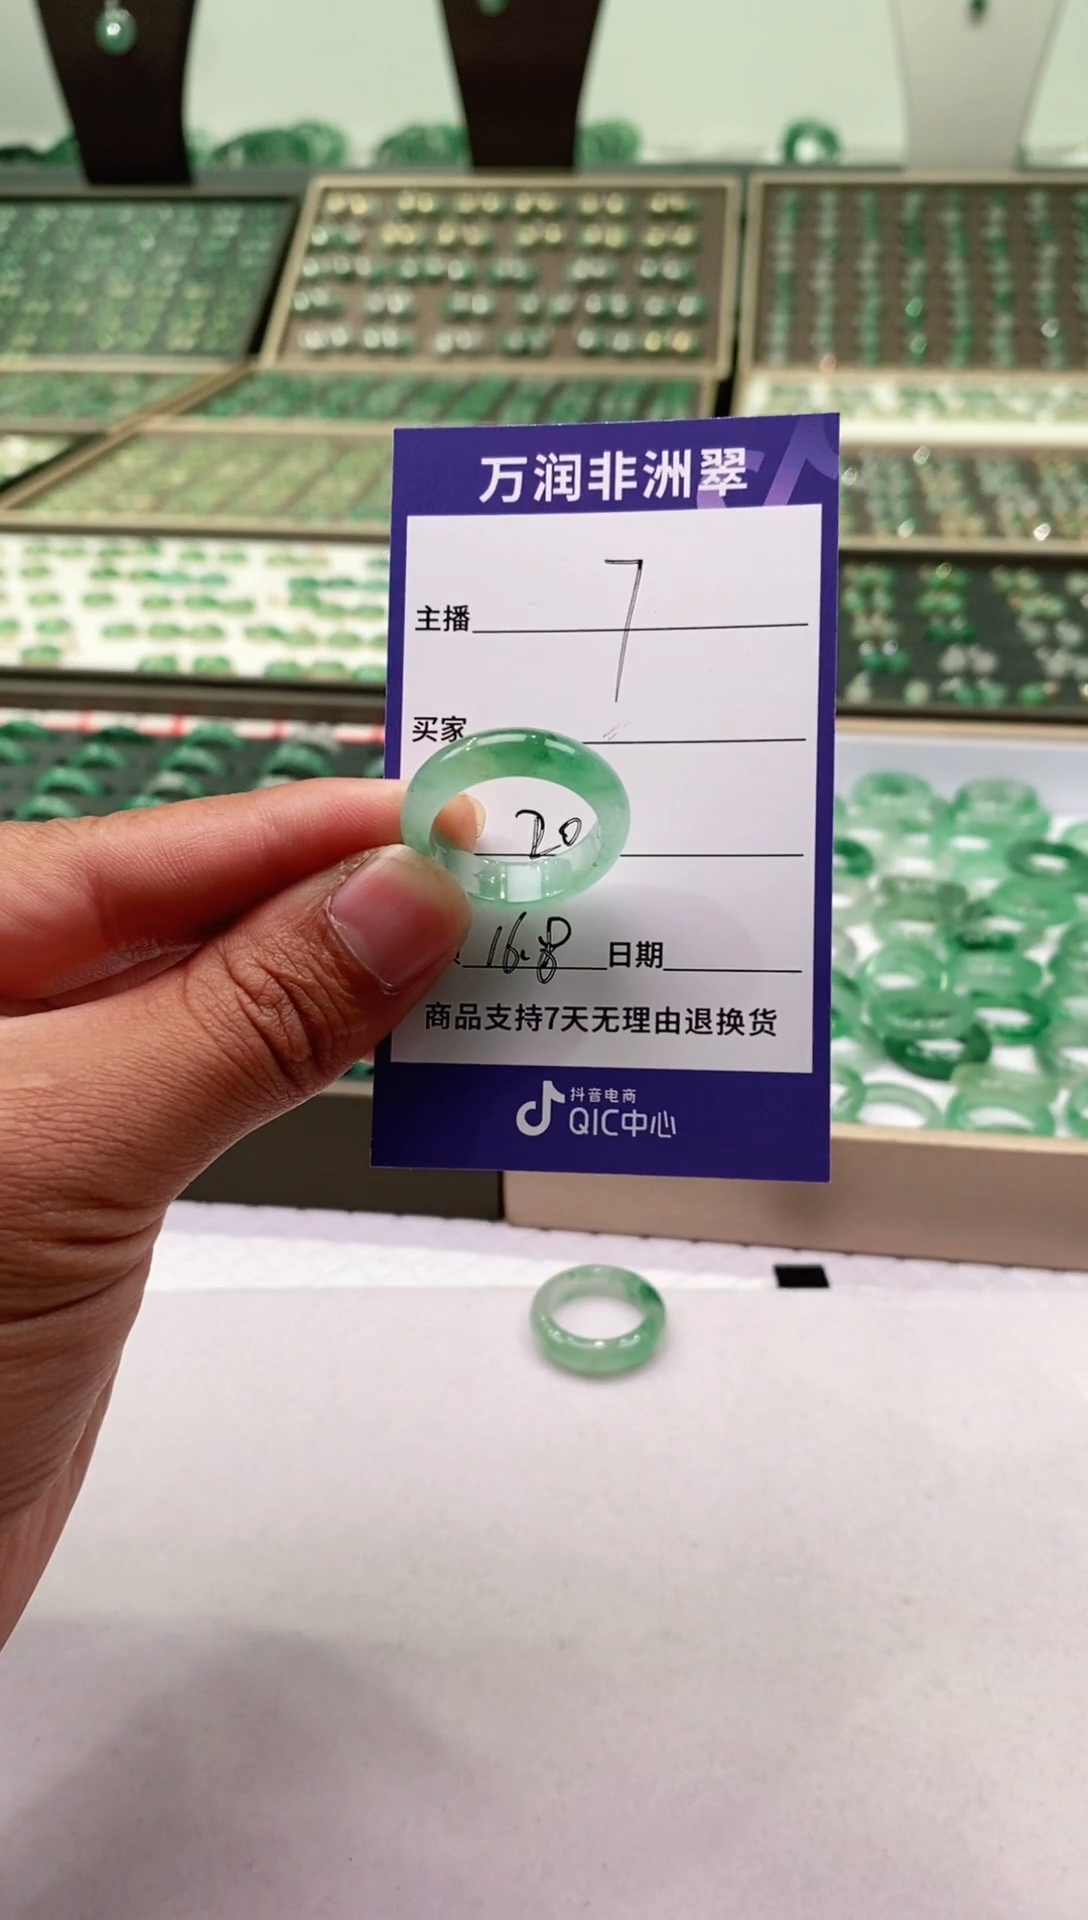 万润非洲翠
主播 7
买家
20
16.8 日期
商品支持7天无理由退换货
抖音电商
QIC中心